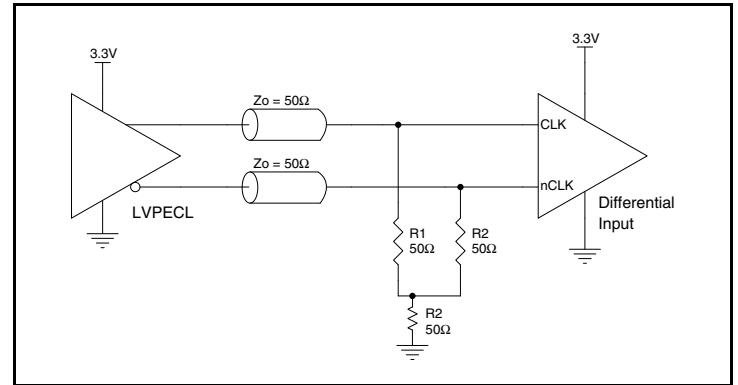 3.3V
3.3V
Zo = 50Ω
CLK
Zo = 50Ω
nCLK
LVPECL
Differential
Input
R1
50Ω
R2
50Ω
R2
50Ω